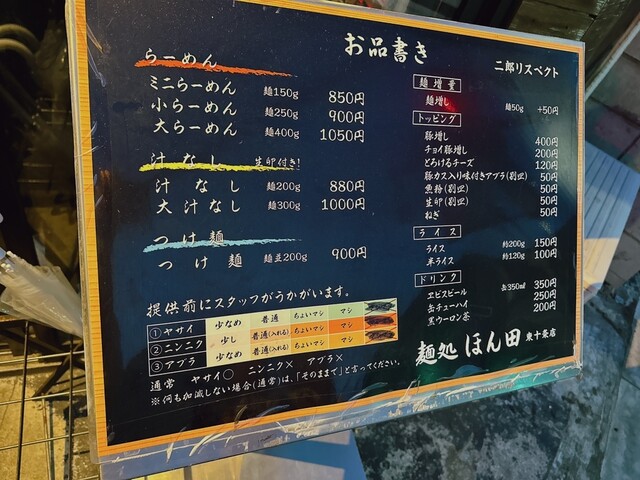 お品書き
二郎リスペクト
らーめん
ミニらーめん 麺150g 850円
小らーめん 麺250g 900円
大らーめん 麺400g 1050円
汁なし 生卵付き!
汁なし 麺200g 880円
大汁なし 麺300g 1000円
つけ麺
つけ麺 麺並200g 900円
提供前にスタッフがうかがいます。
①ヤサイ 少なめ 普通 ちょいマシ マシ
②ニンニク 少し 普通(入れる) ちょいマシ マシ
③アブラ 少なめ 普通(入れる) ちょいマシ マシ
通常 ヤサイ〇 ニンニク× アブラ×
※何も加減しない場合(通常)は、「そのままで」と言ってください。
麺増量
麺増し 麺50g +50円
トッピング
豚増し 400円
チョイ豚増し 200円
とろけるチーズ 120円
豚カス入り味付きアブラ(別皿) 50円
魚粉(別皿) 50円
生卵(別皿) 50円
ねぎ 50円
ライス
ライス 約200g 150円
半ライス 約120g 100円
ドリンク
ヱビスビール 缶350ml 350円
缶チューハイ 250円
黒ウーロン茶 200円
麺処 ほん田 東十条店